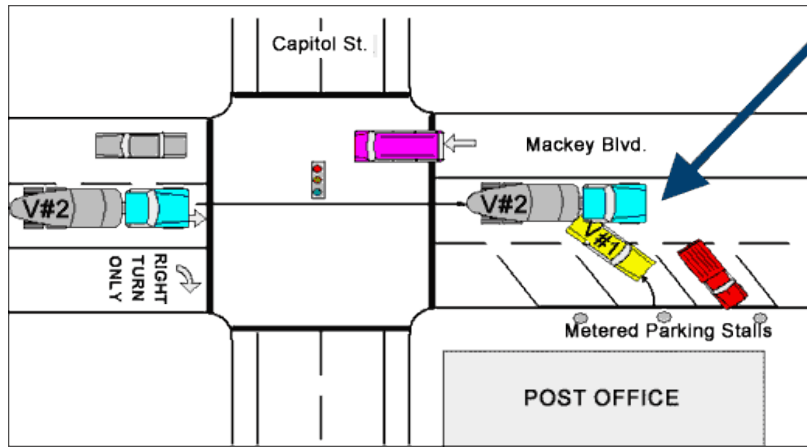 Capitol St.
Mackey Blvd.
V#2
V#2
V#1
RIGHT
TURN
ONLY
Metered Parking Stalls
POST OFFICE